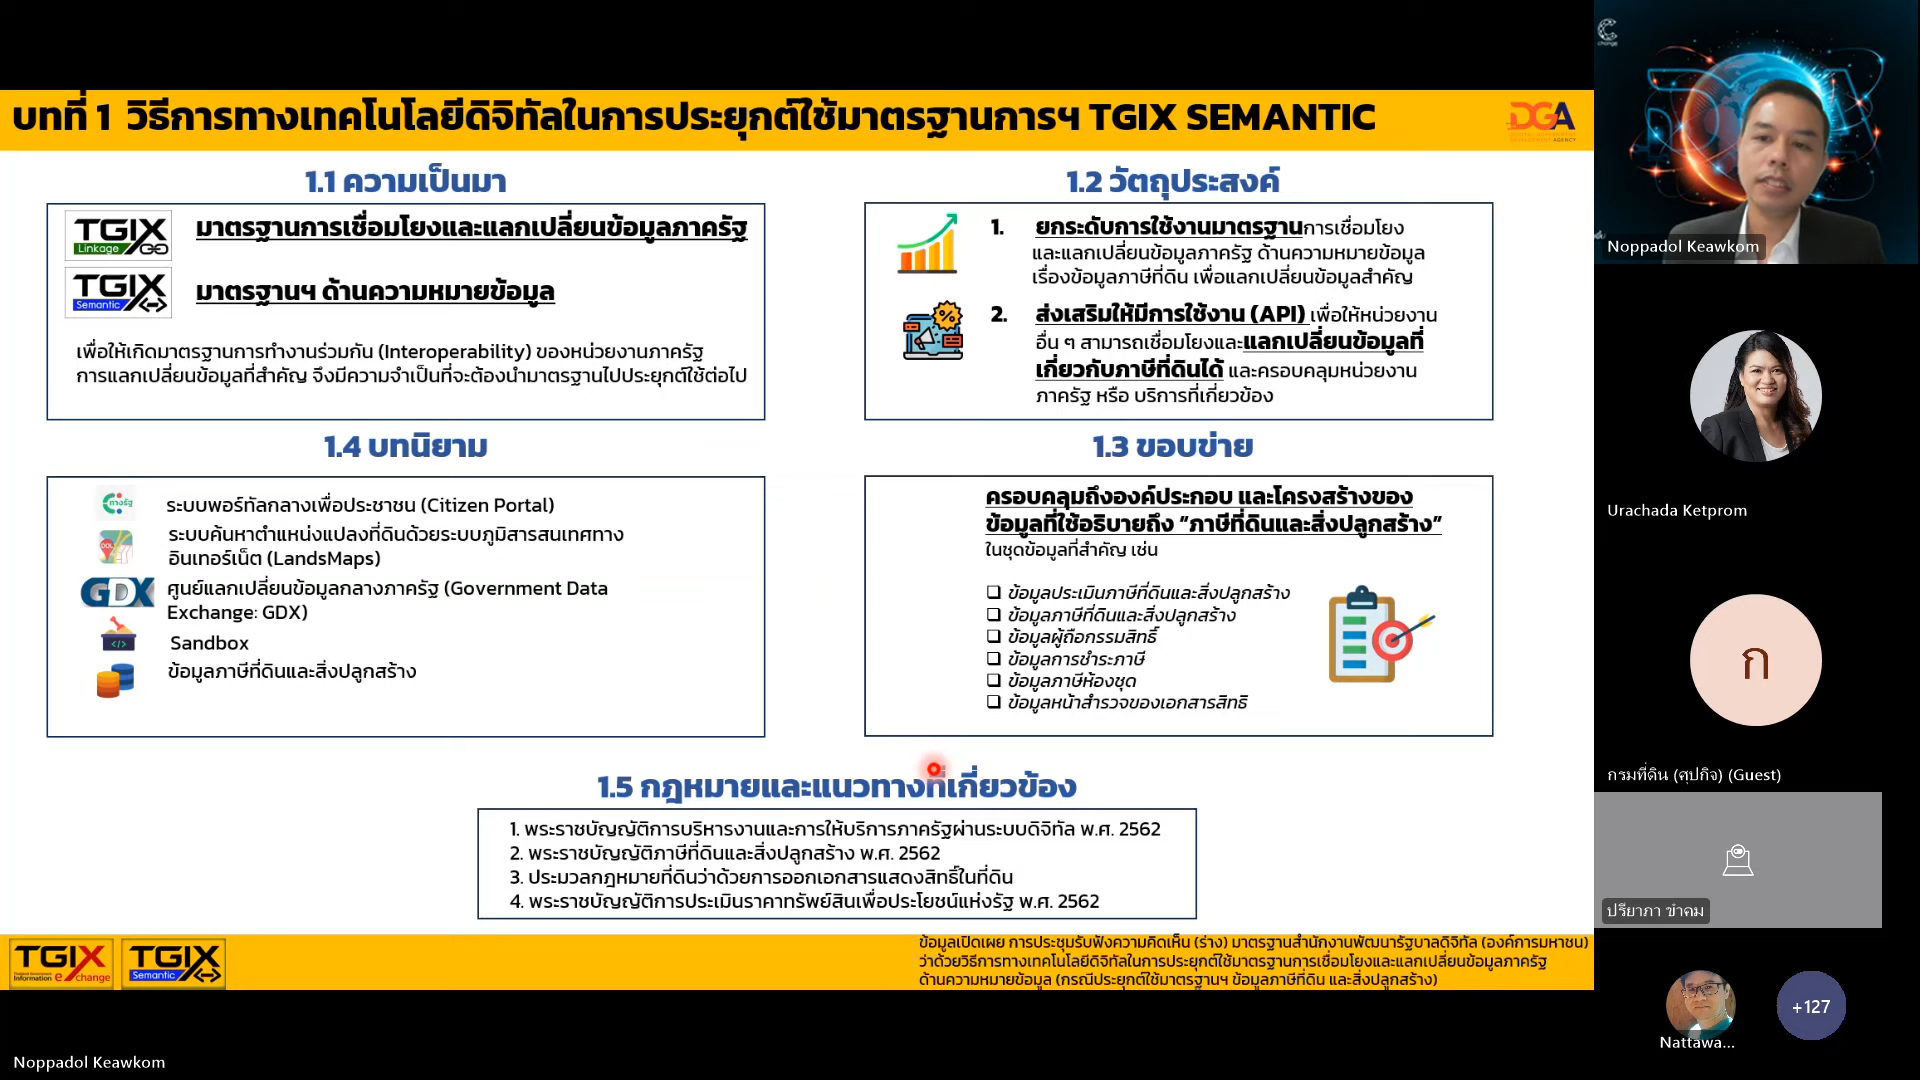 บทที่ 1 วิธีการทางเทคโนโลยีดิจิทัลในการประยุกต์ใช้มาตรฐานการฯ TGIX SEMANTIC
DGA
AGENCY
1.1 ความเป็นมา
TGIX
Linkage
มาตรฐานการเชื่อมโยงและแลกเปลี่ยนข้อมูลภาครัฐ
TGIX
Semantic
มาตรฐานฯ ด้านความหมายข้อมูล
เพื่อให้เกิดมาตรฐานการทำงานร่วมกัน (Interoperability) ของหน่วยงานภาครัฐ
การแลกเปลี่ยนข้อมูลที่สำคัญ จึงมีความจำเป็นที่จะต้องนำมาตรฐานไปประยุกต์ใช้ต่อไป
1.2 วัตถุประสงค์
1. ยกระดับการใช้งานมาตรฐานการเชื่อมโยง
และแลกเปลี่ยนข้อมูลภาครัฐ ด้านความหมายข้อมูล
เรื่องข้อมูลภาษีที่ดิน เพื่อแลกเปลี่ยนข้อมูลสำคัญ
2. ส่งเสริมให้มีการใช้งาน (API) เพื่อให้หน่วยงาน
อื่น ๆ สามารถเชื่อมโยงและแลกเปลี่ยนข้อมูลที่
เกี่ยวกับภาษีที่ดินได้ และครอบคลุมหน่วยงาน
ภาครัฐ หรือ บริการที่เกี่ยวข้อง
1.4 บทนิยาม
ทางรัฐ
ระบบพอร์ทัลกลางเพื่อประชาชน (Citizen Portal)
DOL
ระบบค้นหาตำแหน่งแปลงที่ดินด้วยระบบภูมิสารสนเทศทาง
อินเทอร์เน็ต (LandsMaps)
GDX
ศูนย์แลกเปลี่ยนข้อมูลกลางภาครัฐ (Government Data
Exchange: GDX)
Sandbox
ข้อมูลภาษีที่ดินและสิ่งปลูกสร้าง
1.3 ขอบข่าย
ครอบคลุมถึงองค์ประกอบ และโครงสร้างของ
ข้อมูลที่ใช้อธิบายถึง “ภาษีที่ดินและสิ่งปลูกสร้าง”
ในชุดข้อมูลที่สำคัญ เช่น
❑ ข้อมูลประเมินภาษีที่ดินและสิ่งปลูกสร้าง
❑ ข้อมูลภาษีที่ดินและสิ่งปลูกสร้าง
❑ ข้อมูลผู้ถือกรรมสิทธิ์
❑ ข้อมูลการชำระภาษี
❑ ข้อมูลภาษีห้องชุด
❑ ข้อมูลหน้าสำรวจของเอกสารสิทธิ
1.5 กฎหมายและแนวทางที่เกี่ยวข้อง
1. พระราชบัญญัติการบริหารงานและการให้บริการภาครัฐผ่านระบบดิจิทัล พ.ศ. 2562
2. พระราชบัญญัติภาษีที่ดินและสิ่งปลูกสร้าง พ.ศ. 2562
3. ประมวลกฎหมายที่ดินว่าด้วยการออกเอกสารแสดงสิทธิ์ในที่ดิน
4. พระราชบัญญัติการประเมินราคาทรัพย์สินเพื่อประโยชน์แห่งรัฐ พ.ศ. 2562
TGIX
Information eXchange
TGIX
Semantic
ข้อมูลเปิดเผย การประชุมรับฟังความคิดเห็น (ร่าง) มาตรฐานสำนักงานพัฒนารัฐบาลดิจิทัล (องค์การมหาชน)
ว่าด้วยวิธีการทางเทคโนโลยีดิจิทัลในการประยุกต์ใช้มาตรฐานการเชื่อมโยงและแลกเปลี่ยนข้อมูลภาครัฐ
ด้านความหมายข้อมูล (กรณีประยุกต์ใช้มาตรฐานฯ ข้อมูลภาษีที่ดิน และสิ่งปลูกสร้าง)
Noppadol Keawkom
change
Noppadol Keawkom
Urachada Ketprom
ก
กรมที่ดิน (ศุปกิจ) (Guest)
ปรียาภา ขำคม
Nattawa...
+127